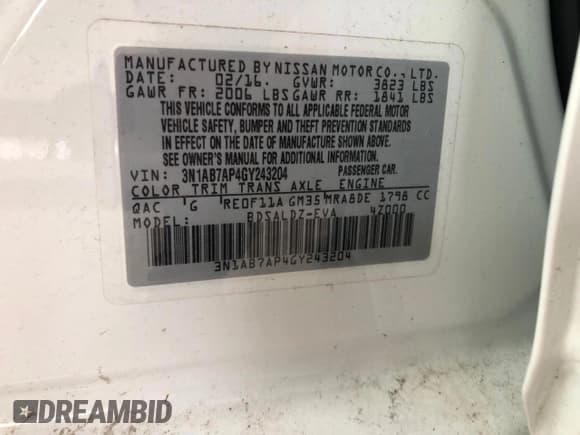 MANUFACTURED BY NISSAN MOTOR CO., LTD.
DATE: 02/16. GVWR: 3823 LBS
GAWR FR: 2006 LBS GAWR RR: 1841 LBS
THIS VEHICLE CONFORMS TO ALL APPLICABLE FEDERAL MOTOR
VEHICLE SAFETY, BUMPER AND THEFT PREVENTION STANDARDS
IN EFFECT ON THE DATE OF MANUFACTURE SHOWN ABOVE.
SEE OWNER'S MANUAL FOR ADDITIONAL INFORMATION.
VIN: 3N1AB7AP4GY243204 PASSENGER CAR.
COLOR TRIM TRANS AXLE ENGINE
QAC G RE0F11A GM35 MRA8DE 1798 CC
MODEL: BDSALDZ-EVA 4Z000
3N1AB7AP4GY243204
DREAMBID